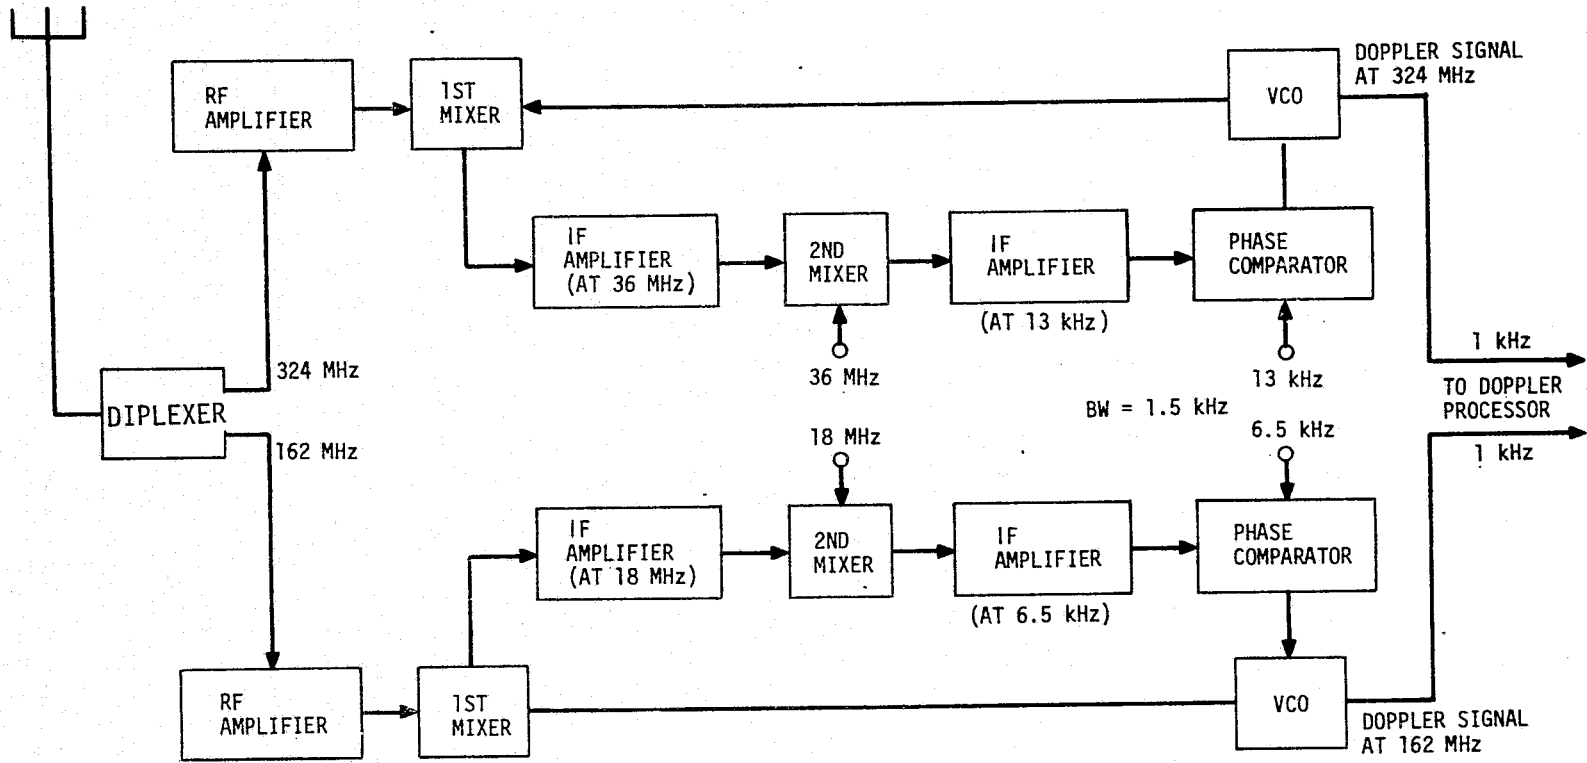 DOPPLER SIGNAL
AT 324 MHz
RF
AMPLIFIER
1ST
MIXER
VCO
IF
AMPLIFIER
(AT 36 MHz)
2ND
MIXER
IF
AMPLIFIER
(AT 13 kHz)
PHASE
COMPARATOR
36 MHz
13 kHz
1 kHz
324 MHz
DIPLEXER
162 MHz
TO DOPPLER
PROCESSOR
BW = 1.5 kHz
18 MHz
6.5 kHz
1 kHz
IF
AMPLIFIER
(AT 18 MHz)
2ND
MIXER
IF
AMPLIFIER
(AT 6.5 kHz)
PHASE
COMPARATOR
RF
AMPLIFIER
1ST
MIXER
VCO
DOPPLER SIGNAL
AT 162 MHz